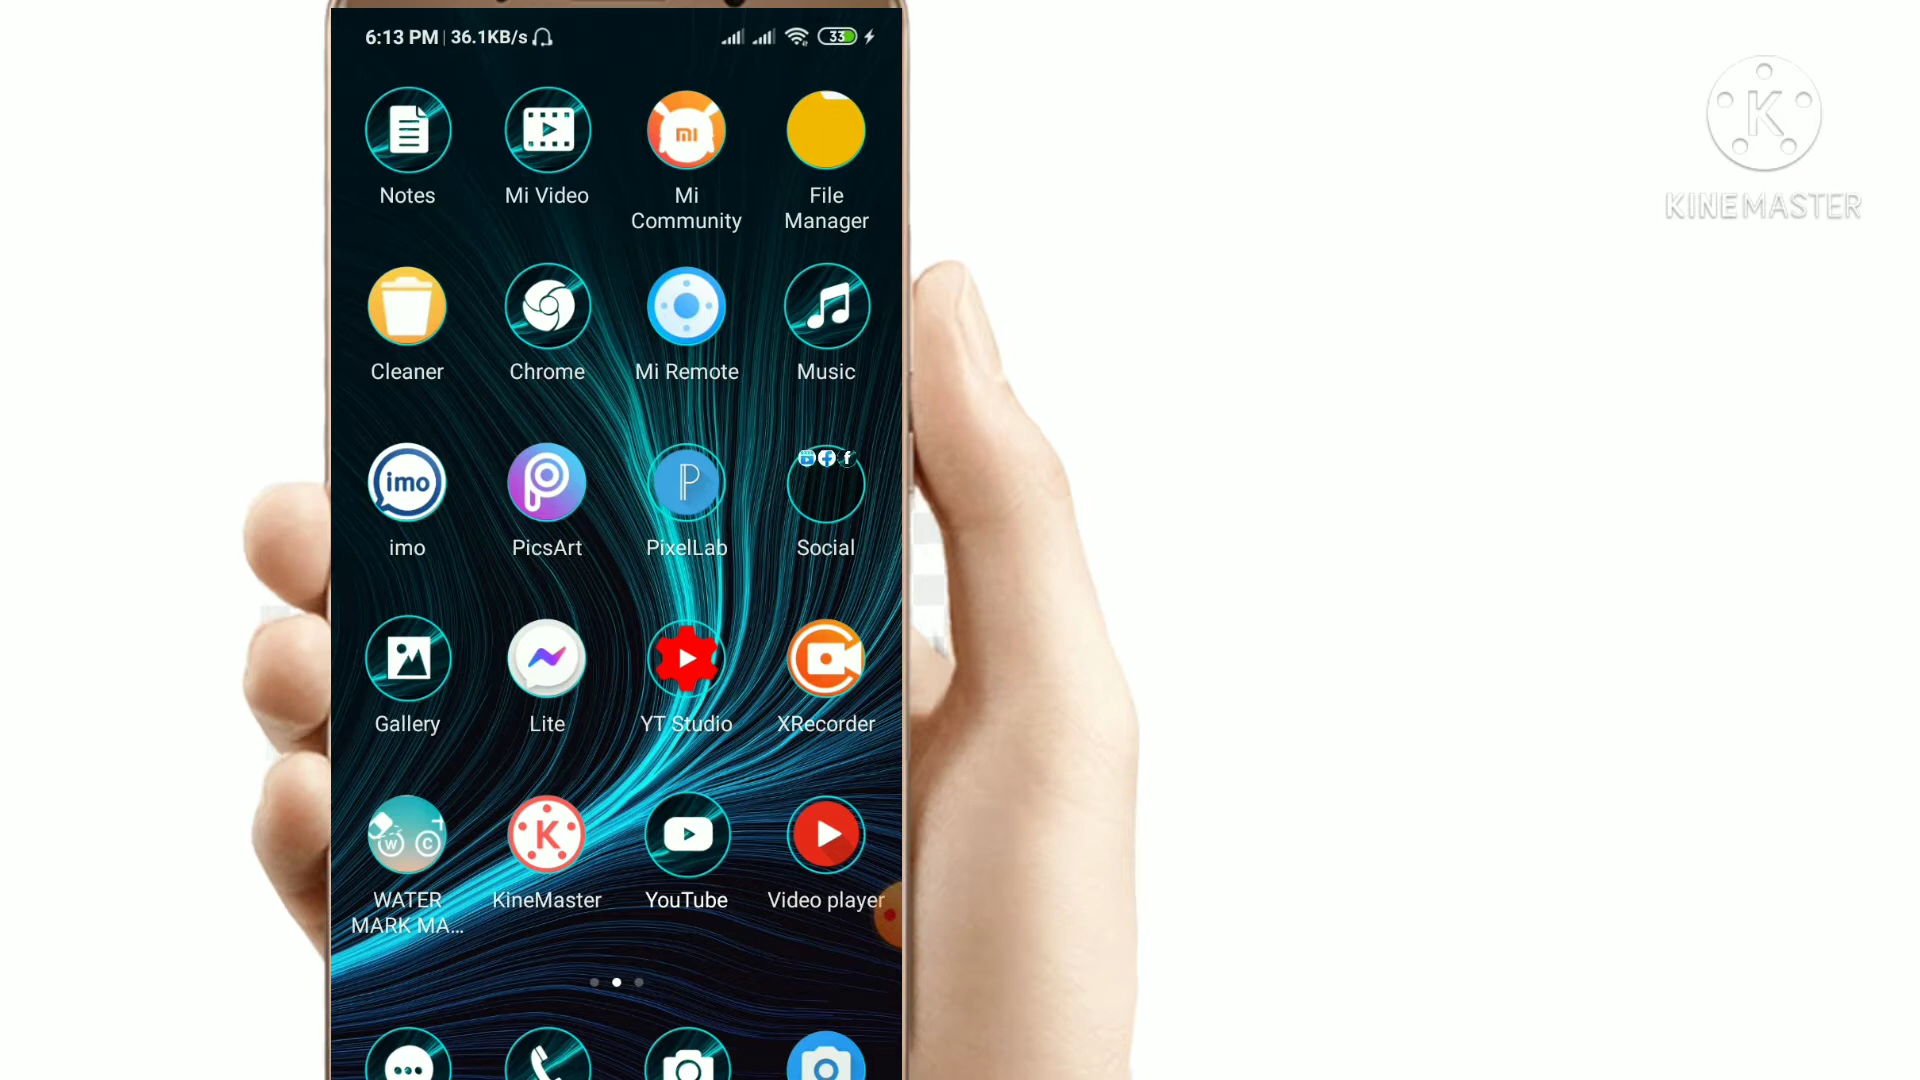 6:13 PM | 36.1KB/s
33
K
KINEMASTER
Notes
Mi Video
Mi
Community
File
Manager
mi
Cleaner
Chrome
Mi Remote
Music
imo
imo
PicsArt
P
PixelLab
Social
Gallery
Lite
YT Studio
XRecorder
W
C
WATER
MARK MA...
K
KineMaster
YouTube
Video player